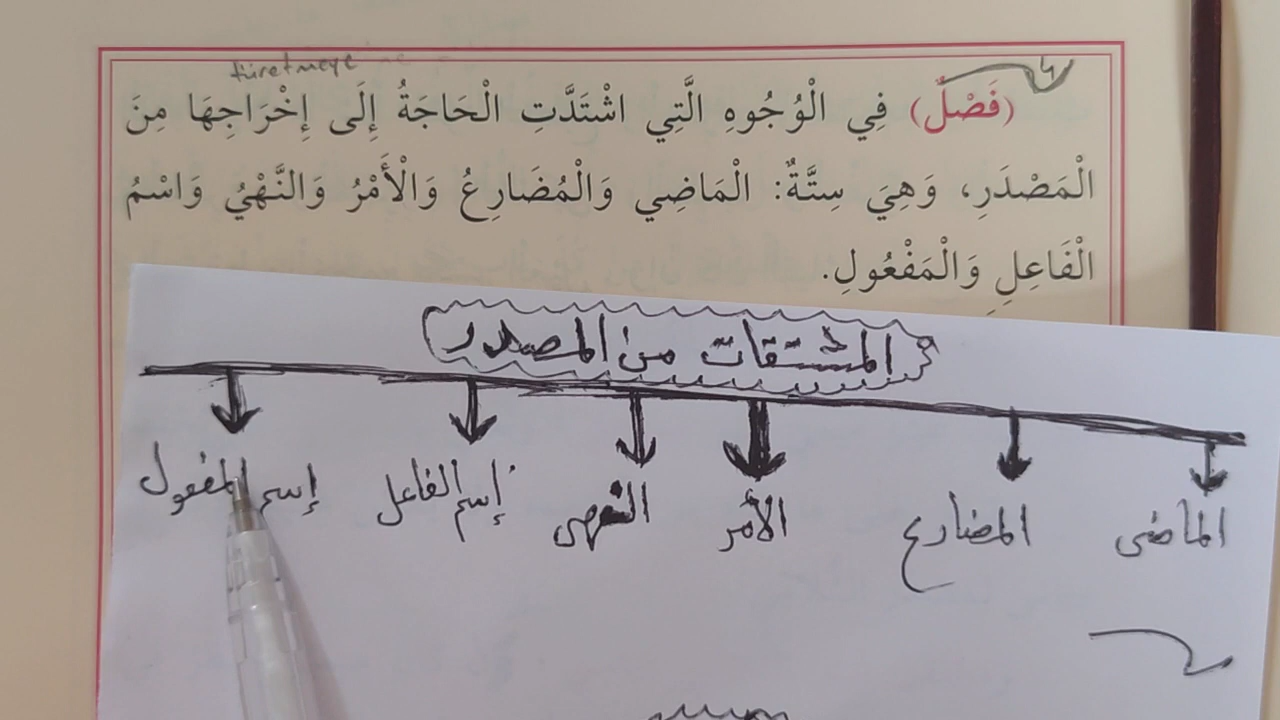 türetmeye
(فَصْلٌ) فِي الْوُجُوهِ الَّتِي اشْتَدَّتِ الْحَاجَةُ إِلَى إِخْرَاجِهَا مِنَ
الْمَصْدَرِ، وَهِيَ سِتَّةٌ: الْمَاضِي وَالْمُضَارِعُ وَالْأَمْرُ وَالنَّهْيُ وَاسْمُ
الْفَاعِلِ وَالْمَفْعُولِ.
المشتقات من المصدر
الماضى المضارع الأمر النهى إسم الفاعل إسم المفعول